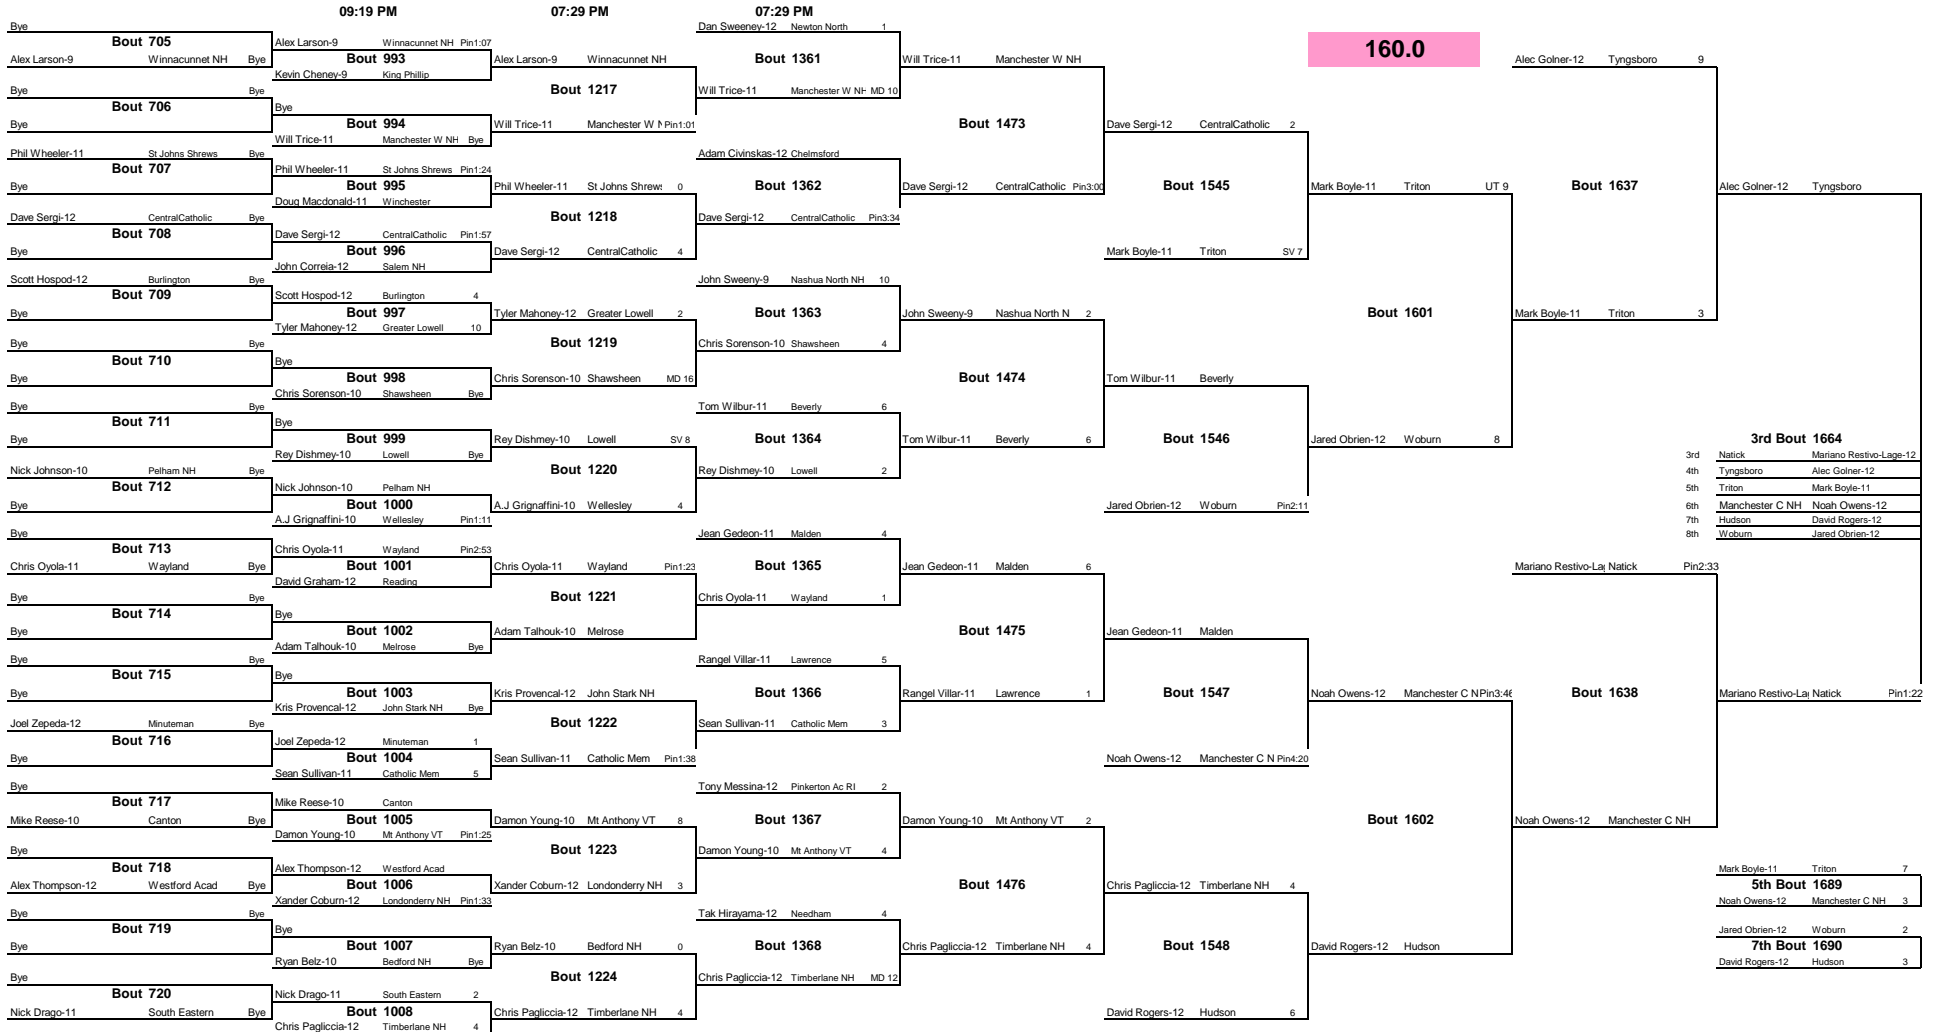 09:19 PM 07:29 PM 07:29 PM
160.0
Bye
Bout 705
Alex Larson-9 Winnacunnet NH Bye
Bye Bye
Bout 706
Bye
Phil Wheeler-11 St Johns Shrews Bye
Bout 707
Bye
Dave Sergi-12 CentralCatholic Bye
Bout 708
Bye
Scott Hospod-12 Burlington Bye
Bout 709
Bye
Bye Bye
Bout 710
Bye
Bye Bye
Bout 711
Bye
Nick Johnson-10 Pelham NH Bye
Bout 712
Bye
Bye
Bout 713
Chris Oyola-11 Wayland Bye
Bye Bye
Bout 714
Bye
Bye Bye
Bout 715
Bye
Joel Zepeda-12 Minuteman Bye
Bout 716
Bye
Bye
Bout 717
Mike Reese-10 Canton Bye
Bye
Bout 718
Alex Thompson-12 Westford Acad Bye
Bye Bye
Bout 719
Bye
Bye
Bout 720
Nick Drago-11 South Eastern Bye
Alex Larson-9 Winnacunnet NH Pin1:07
Bout 993
Kevin Cheney-9 King Phillip
Bye
Bout 994
Will Trice-11 Manchester W NH Bye
Phil Wheeler-11 St Johns Shrews Pin1:24
Bout 995
Doug Macdonald-11 Winchester
Dave Sergi-12 CentralCatholic Pin1:57
Bout 996
John Correia-12 Salem NH
Scott Hospod-12 Burlington 4
Bout 997
Tyler Mahoney-12 Greater Lowell 10
Bye
Bout 998
Chris Sorenson-10 Shawsheen Bye
Bye
Bout 999
Rey Dishmey-10 Lowell Bye
Nick Johnson-10 Pelham NH
Bout 1000
A.J Grignaffini-10 Wellesley Pin1:11
Chris Oyola-11 Wayland Pin2:53
Bout 1001
David Graham-12 Reading
Bye
Bout 1002
Adam Talhouk-10 Melrose Bye
Bye
Bout 1003
Kris Provencal-12 John Stark NH Bye
Joel Zepeda-12 Minuteman 1
Bout 1004
Sean Sullivan-11 Catholic Mem 5
Mike Reese-10 Canton
Bout 1005
Damon Young-10 Mt Anthony VT Pin1:25
Alex Thompson-12 Westford Acad
Bout 1006
Xander Coburn-12 Londonderry NH Pin1:33
Bye
Bout 1007
Ryan Belz-10 Bedford NH Bye
Nick Drago-11 South Eastern 2
Bout 1008
Chris Pagliccia-12 Timberlane NH 4
Alex Larson-9 Winnacunnet NH
Bout 1217
Will Trice-11 Manchester W N Pin1:01
Phil Wheeler-11 St Johns Shrews 0
Bout 1218
Dave Sergi-12 CentralCatholic 4
Tyler Mahoney-12 Greater Lowell 2
Bout 1219
Chris Sorenson-10 Shawsheen MD 16
Rey Dishmey-10 Lowell SV 8
Bout 1220
A.J Grignaffini-10 Wellesley 4
Chris Oyola-11 Wayland Pin1:23
Bout 1221
Adam Talhouk-10 Melrose
Kris Provencal-12 John Stark NH
Bout 1222
Sean Sullivan-11 Catholic Mem Pin1:38
Damon Young-10 Mt Anthony VT 8
Bout 1223
Xander Coburn-12 Londonderry NH 3
Ryan Belz-10 Bedford NH 0
Bout 1224
Chris Pagliccia-12 Timberlane NH 4
Dan Sweeney-12 Newton North 1
Bout 1361
Will Trice-11 Manchester W NH MD 10
Adam Civinskas-12 Chelmsford
Bout 1362
Dave Sergi-12 CentralCatholic Pin3:34
John Sweeny-9 Nashua North NH 10
Bout 1363
Chris Sorenson-10 Shawsheen 4
Tom Wilbur-11 Beverly 6
Bout 1364
Rey Dishmey-10 Lowell 2
Jean Gedeon-11 Malden 4
Bout 1365
Chris Oyola-11 Wayland 1
Rangel Villar-11 Lawrence 5
Bout 1366
Sean Sullivan-11 Catholic Mem 3
Tony Messina-12 Pinkerton Ac RI 2
Bout 1367
Damon Young-10 Mt Anthony VT 4
Tak Hirayama-12 Needham 4
Bout 1368
Chris Pagliccia-12 Timberlane NH MD 12
Will Trice-11 Manchester W NH
Bout 1473
Dave Sergi-12 CentralCatholic Pin3:00
John Sweeny-9 Nashua North N 2
Bout 1474
Tom Wilbur-11 Beverly 6
Jean Gedeon-11 Malden 6
Bout 1475
Rangel Villar-11 Lawrence 1
Damon Young-10 Mt Anthony VT 2
Bout 1476
Chris Pagliccia-12 Timberlane NH 4
Dave Sergi-12 CentralCatholic 2
Bout 1545
Mark Boyle-11 Triton SV 7
Tom Wilbur-11 Beverly
Bout 1546
Jared Obrien-12 Woburn Pin2:11
Jean Gedeon-11 Malden
Bout 1547
Noah Owens-12 Manchester C N Pin4:20
Chris Pagliccia-12 Timberlane NH 4
Bout 1548
David Rogers-12 Hudson 6
Mark Boyle-11 Triton UT 9
Bout 1601
Jared Obrien-12 Woburn 8
Noah Owens-12 Manchester C N Pin3:46
Bout 1602
David Rogers-12 Hudson
Alec Golner-12 Tyngsboro 9
Bout 1637
Mark Boyle-11 Triton 3
Mariano Restivo-Lag Natick Pin2:33
Bout 1638
Noah Owens-12 Manchester C NH
Alec Golner-12 Tyngsboro
3rd Bout 1664
3rd Natick Mariano Restivo-Lage-12
4th Tyngsboro Alec Golner-12
5th Triton Mark Boyle-11
6th Manchester C NH Noah Owens-12
7th Hudson David Rogers-12
8th Woburn Jared Obrien-12
Mariano Restivo-Lag Natick Pin1:22
Mark Boyle-11 Triton 7
5th Bout 1689
Noah Owens-12 Manchester C NH 3
Jared Obrien-12 Woburn 2
7th Bout 1690
David Rogers-12 Hudson 3